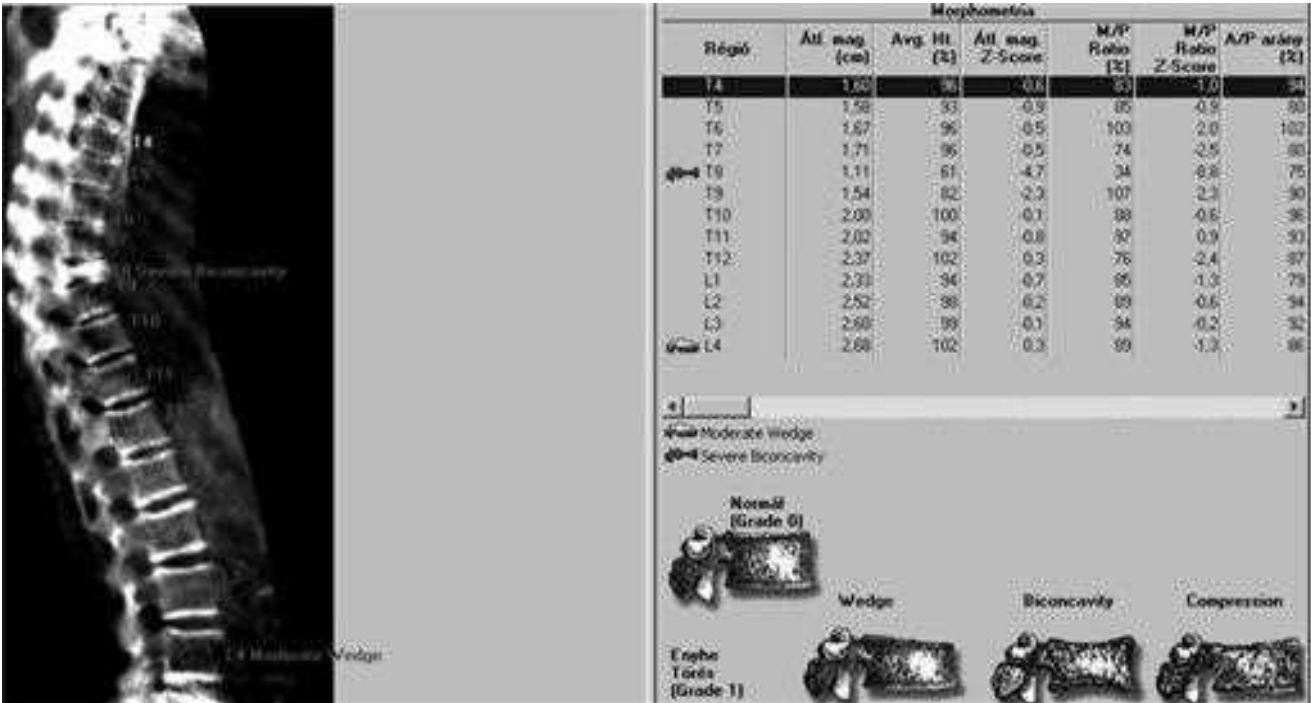 T4
T8 Severe Biconcavity
T10
L4 Moderate Wedge
Morphometria
Régió Átl. mag. (cm) Avg. Ht. (%) Átl. mag. Z-Score M/P Ratio (%) M/P Ratio Z-Score A/P arány (%)
T4 1.60 96 -0.6 83 -1.0 94
T5 1.58 93 -0.9 85 -0.9 80
T6 1.67 96 -0.5 103 2.0 102
T7 1.71 96 -0.5 74 -2.5 80
T8 1.11 61 -4.7 34 -8.8 75
T9 1.54 82 -2.3 107 2.3 90
T10 2.00 100 -0.1 88 -0.6 96
T11 2.02 94 -0.8 97 0.9 93
T12 2.37 102 0.3 76 -2.4 87
L1 2.33 94 -0.7 85 -1.3 79
L2 2.52 98 -0.2 89 -0.6 94
L3 2.60 99 -0.1 94 -0.2 92
L4 2.68 102 0.3 89 -1.3 86
Moderate Wedge
Severe Biconcavity
Normál
(Grade 0)
Wedge Biconcavity Compression
Enyhe
Törés
(Grade 1)